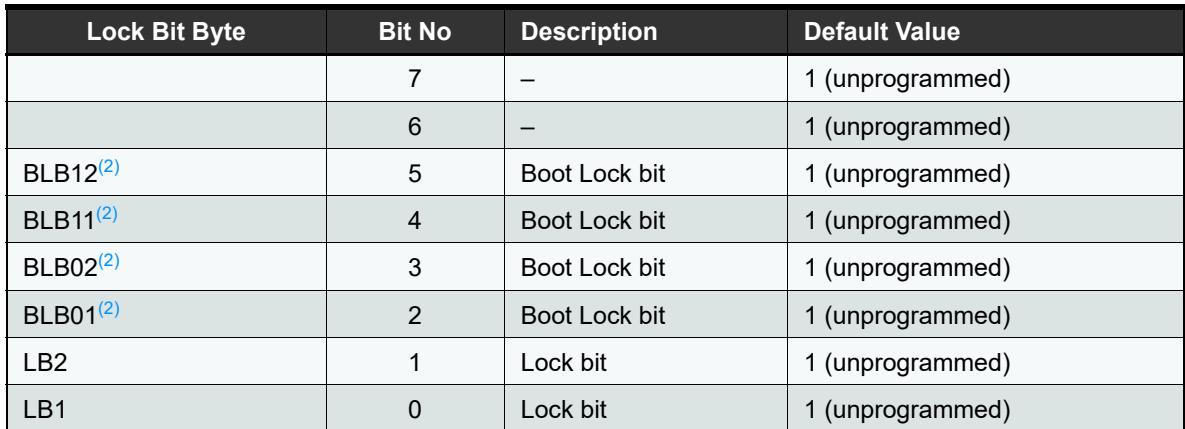 Lock Bit Byte Bit No Description Default Value
7 – 1 (unprogrammed)
6 – 1 (unprogrammed)
BLB12(2) 5 Boot Lock bit 1 (unprogrammed)
BLB11(2) 4 Boot Lock bit 1 (unprogrammed)
BLB02(2) 3 Boot Lock bit 1 (unprogrammed)
BLB01(2) 2 Boot Lock bit 1 (unprogrammed)
LB2 1 Lock bit 1 (unprogrammed)
LB1 0 Lock bit 1 (unprogrammed)